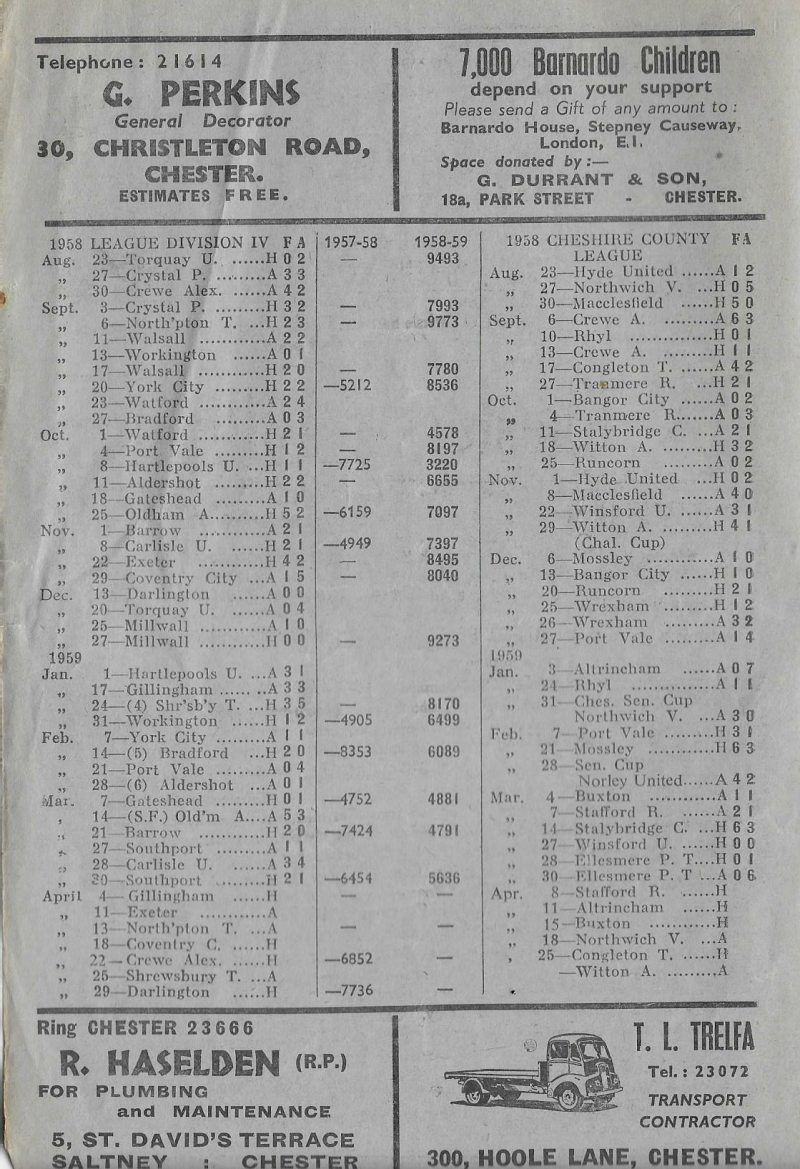 Telephone: 21614
G. PERKINS
General Decorator
30, CHRISTLETON ROAD,
CHESTER.
ESTIMATES FREE.
7,000 Barnardo Children
depend on your support
Please send a Gift of any amount to :
Barnardo House, Stepney Causeway,
London, E.1.
Space donated by :—
G. DURRANT & SON,
18a, PARK STREET - CHESTER.
1958 LEAGUE DIVISION IV F A 1957-58 1958-59
Aug. 23—Torquay U. ......H 0 2 — 9493
„ 27—Crystal P. .........A 3 3
„ 30—Crewe Alex. ......A 4 2
Sept. 3—Crystal P. .........H 3 2 — 7993
„ 6—North'pton T. ...H 2 3 — 9773
„ 11—Walsall ............A 2 2
„ 13—Workington ......A 0 1
„ 17—Walsall ............H 2 0 — 7780
„ 20—York City .........H 2 2 —5212 8536
„ 23—Watford ............A 2 4
„ 27—Bradford .........A 0 3
Oct. 1—Watford ............H 2 1 — 4578
„ 4—Port Vale .........H 1 2 — 8197
„ 8—Hartlepools U. ...H 1 1 —7725 3220
„ 11—Aldershot .........H 2 2 — 6655
„ 18—Gateshead .........A 1 0
„ 25—Oldham A..........H 5 2 —6159 7097
Nov. 1—Barrow ............A 2 1
„ 8—Carlisle U. ......H 2 1 —4949 7397
„ 22—Exeter ............H 4 2 — 8495
„ 29—Coventry City ...A 1 5 — 8040
Dec. 13—Darlington ......A 0 0
„ 20—Torquay U. ......A 0 4
„ 25—Millwall ............A 1 0
„ 27—Millwall ............H 0 0 — 9273
1959
Jan. 1—Hartlepools U. ...A 3 1
„ 17—Gillingham ........A 3 3
„ 24—(4) Shr'sb'y T. ...H 3 5 — 8170
„ 31—Workington ......H 1 2 —4905 6499
Feb. 7—York City .........A 1 1
„ 14—(5) Bradford ...H 2 0 —8353 6089
„ 21—Port Vale .........A 0 4
„ 28—(6) Aldershot ...A 0 1
Mar. 7—Gateshead .........H 0 1 —4752 4881
„ 14—(S.F.) Old'm A....A 5 3
„ 21—Barrow ............H 2 0 —7424 4791
„ 27—Southport .........A 1 1
„ 28—Carlisle U. ......A 3 4
„ 30—Southport .........H 2 1 —6454 5636
April 4—Gillingham ......H — —
„ 11—Exeter ............A
„ 13—North'pton T. ...A — —
„ 18—Coventry C. ......H — —
„ 22—Crewe Alex. ......H —6852
„ 25—Shrewsbury T. ...A
„ 29—Darlington ......H —7736 —
1958 CHESHIRE COUNTY F A
LEAGUE
Aug. 23—Hyde United ......A 1 2
„ 27—Northwich V. ...H 0 5
„ 30—Macclesfield ......H 5 0
Sept. 6—Crewe A. .........A 6 3
„ 10—Rhyl ...............H 0 1
„ 13—Crewe A. .........H 1 1
„ 17—Congleton T. ......A 4 2
„ 27—Tranmere R. ...H 2 1
Oct. 1—Bangor City ......A 0 2
„ 4—Tranmere R.......A 0 3
„ 11—Stalybridge C. ...A 2 1
„ 18—Witton A. .........H 3 2
„ 25—Runcorn .........A 0 2
Nov. 1—Hyde United ...H 0 2
„ 8—Macclesfield ......A 4 0
„ 22—Winsford U. ......A 3 1
„ 29—Witton A. .........H 4 1
(Chal. Cup)
Dec. 6—Mossley ............A 1 0
„ 13—Bangor City ......H 1 0
„ 20—Runcorn .........H 2 1
„ 25—Wrexham .........H 1 2
„ 26—Wrexham .........A 3 2
„ 27—Port Vale .........A 1 4
1959
Jan. 3—Altrincham ......A 0 7
„ 24—Rhyl ...............A 1 1
„ 31—Ches. Sen. Cup
Northwich V. ...A 3 0
Feb. 7—Port Vale .........H 3 1
„ 21—Mossley ............H 6 3
„ 28—Sen. Cup
Norley United......A 4 2
Mar. 4—Buxton ............A 1 1
„ 7—Stafford R. ......A 2 1
„ 14—Stalybridge C. ...H 6 3
„ 27—Winsford U. ......H 0 0
„ 28—Ellesmere P. T....H 0 1
„ 30—Ellesmere P. T ...A 0 6
Apr. 8—Stafford R. ......H
„ 11—Altrincham ......H
„ 15—Buxton ............H
„ 18—Northwich V. ...A
„ 25—Congleton T. ......H
—Witton A. .........A
Ring CHESTER 23666
R. HASELDEN (R.P.)
FOR PLUMBING
and MAINTENANCE
5, ST. DAVID'S TERRACE
SALTNEY : CHESTER
T. L. TRELFA
Tel. : 23072
TRANSPORT
CONTRACTOR
300, HOOLE LANE, CHESTER.